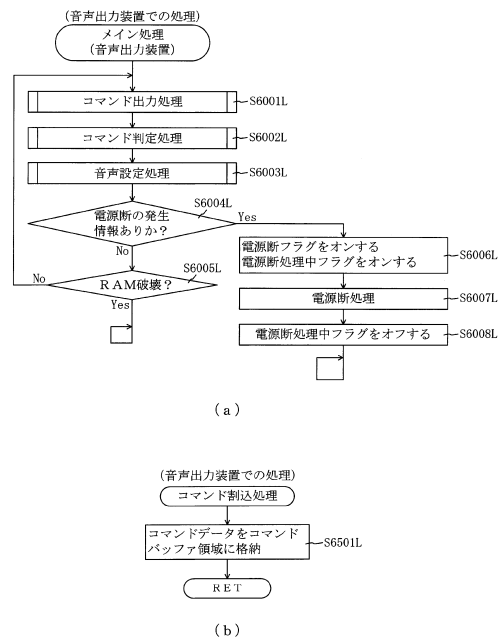 (音声出力装置での処理)
メイン処理
(音声出力装置)
コマンド出力処理
S6001L
コマンド判定処理
S6002L
音声設定処理
S6003L
S6004L
電源断の発生
情報ありか?
Yes
No
電源断フラグをオンする
電源断処理中フラグをオンする
S6006L
S6005L
RAM破壊?
No
Yes
電源断処理
S6007L
電源断処理中フラグをオフする
S6008L
(a)
(音声出力装置での処理)
コマンド割込処理
コマンドデータをコマンド
バッファ領域に格納
S6501L
RET
(b)